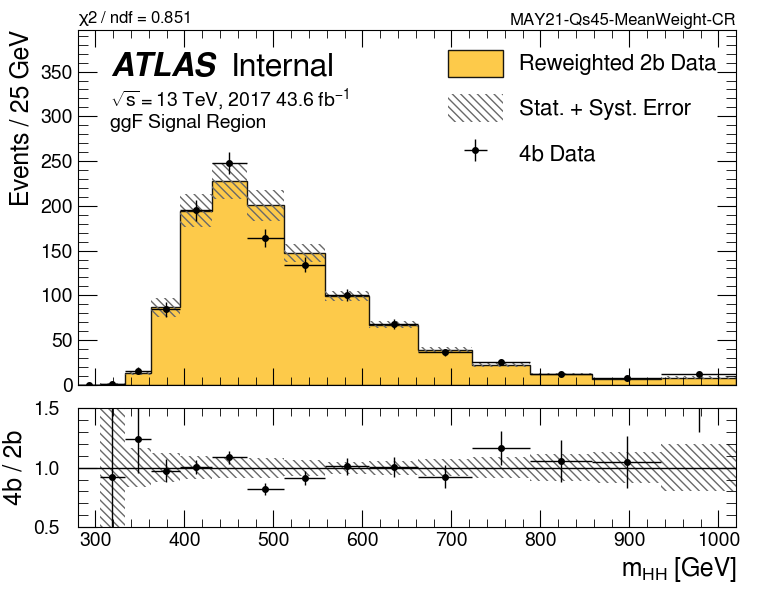 χ2 / ndf = 0.851
MAY21-Qs45-MeanWeight-CR
ATLAS Internal
√s = 13 TeV, 2017 43.6 fb⁻¹
ggF Signal Region
Reweighted 2b Data
Stat. + Syst. Error
4b Data
Events / 25 GeV
350
300
250
200
150
100
50
0
4b / 2b
1.5
1.0
0.5
300 400 500 600 700 800 900 1000
mHH [GeV]